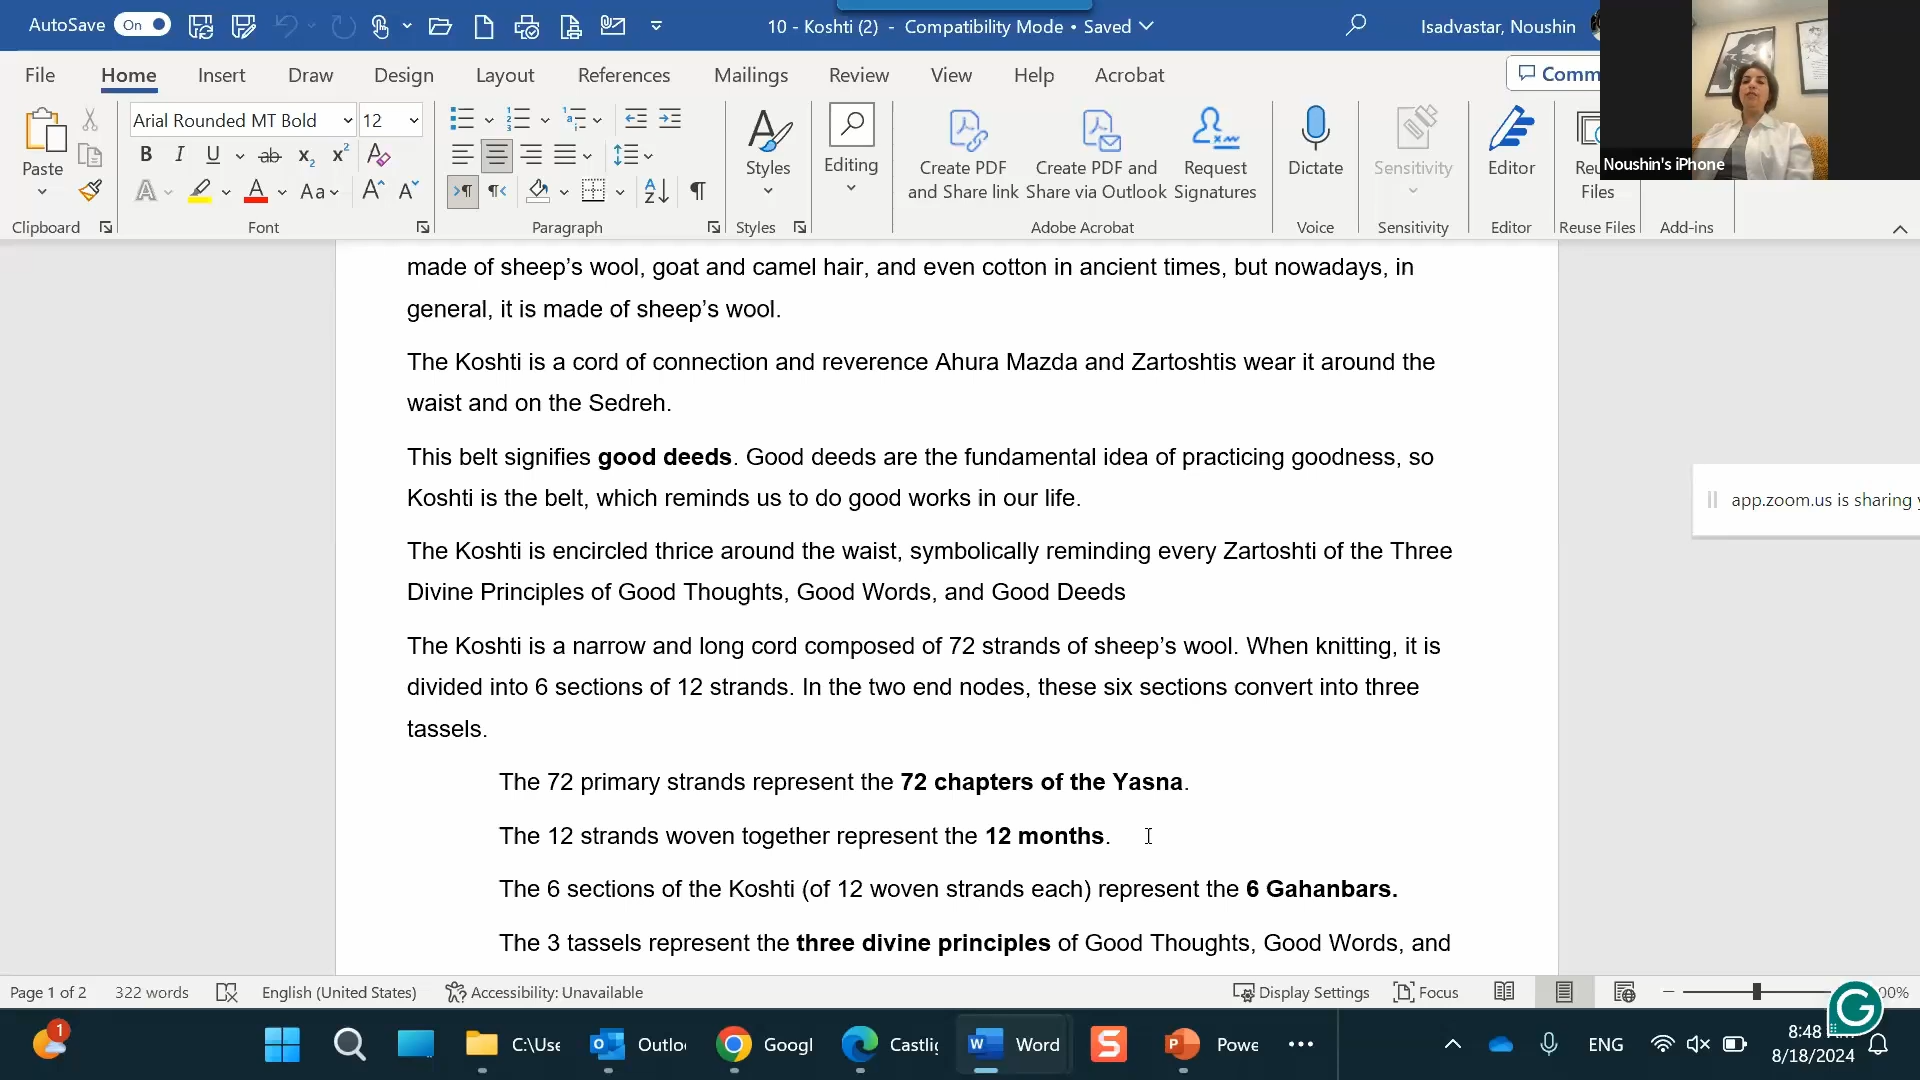 AutoSave On 10 - Koshti (2) - Compatibility Mode • Saved Isadvastar, Noushin
File Home Insert Draw Design Layout References Mailings Review View Help Acrobat Comm
Arial Rounded MT Bold 12
Paste
Styles
Editing
Create PDF and Share link
Create PDF and Share via Outlook
Request Signatures
Dictate
Sensitivity
Editor
Files
Noushin's iPhone
Clipboard Font Paragraph Styles Adobe Acrobat Voice Sensitivity Editor Reuse Files Add-ins
made of sheep’s wool, goat and camel hair, and even cotton in ancient times, but nowadays, in
general, it is made of sheep’s wool.
The Koshti is a cord of connection and reverence Ahura Mazda and Zartoshtis wear it around the
waist and on the Sedreh.
This belt signifies good deeds. Good deeds are the fundamental idea of practicing goodness, so
Koshti is the belt, which reminds us to do good works in our life.
app.zoom.us is sharing
The Koshti is encircled thrice around the waist, symbolically reminding every Zartoshti of the Three
Divine Principles of Good Thoughts, Good Words, and Good Deeds
The Koshti is a narrow and long cord composed of 72 strands of sheep’s wool. When knitting, it is
divided into 6 sections of 12 strands. In the two end nodes, these six sections convert into three
tassels.
The 72 primary strands represent the 72 chapters of the Yasna.
The 12 strands woven together represent the 12 months.
The 6 sections of the Koshti (of 12 woven strands each) represent the 6 Gahanbars.
The 3 tassels represent the three divine principles of Good Thoughts, Good Words, and
Page 1 of 2 322 words English (United States) Accessibility: Unavailable Display Settings Focus
C:\Use Outlo Googl Castlig Word Powe ENG 8:48
8/18/2024